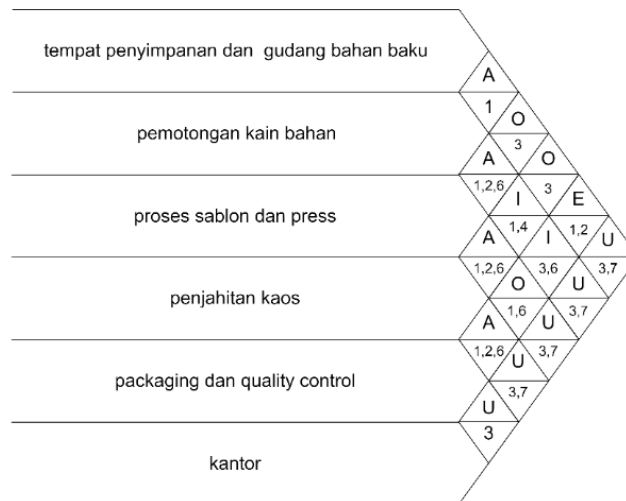 tempat penyimpanan dan gudang bahan baku
A
1
O
pemotongan kain bahan
3
A
O
1,2,6
3
I
E
proses sablon dan press
1,4
1,2
A
I
U
1,2,6
3,6
3,7
O
U
penjahitan kaos
1,6
3,7
A
U
1,2,6
3,7
U
packaging dan quality control
3,7
U
3
kantor